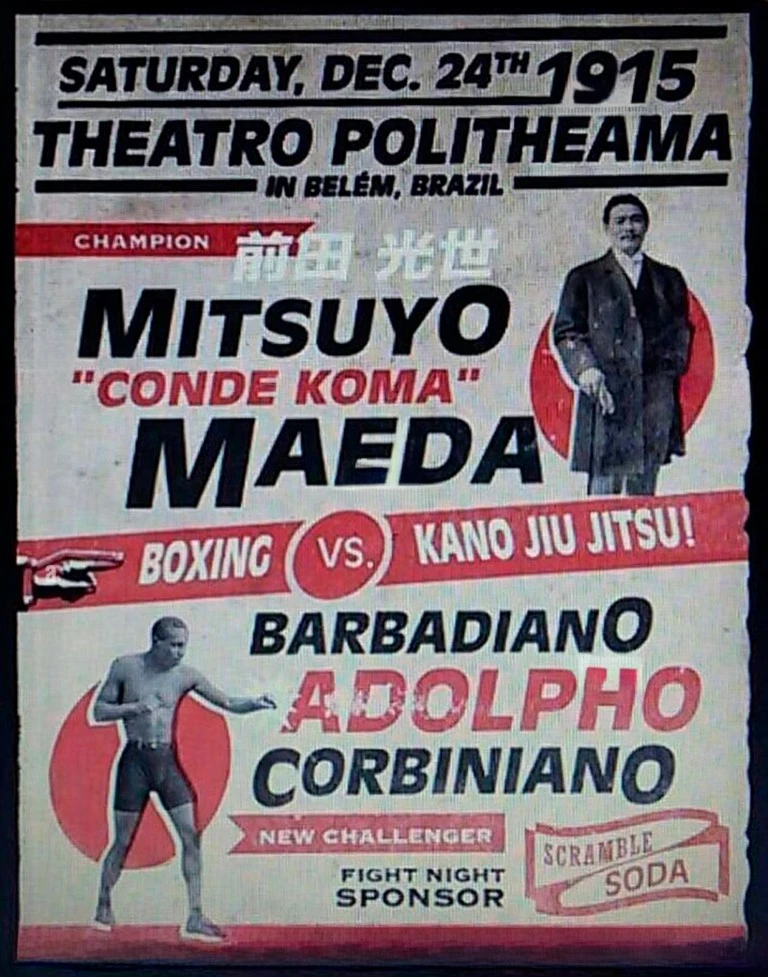 SATURDAY, DEC. 24TH 1915
THEATRO POLITHEAMA
IN BELÉM, BRAZIL
CHAMPION
前田 光世
MITSUYO
"CONDE KOMA"
MAEDA
BOXING VS. KANO JIU JITSU!
BARBADIANO
ADOLPHO
CORBINIANO
NEW CHALLENGER
FIGHT NIGHT
SPONSOR
SCRAMBLE
SODA